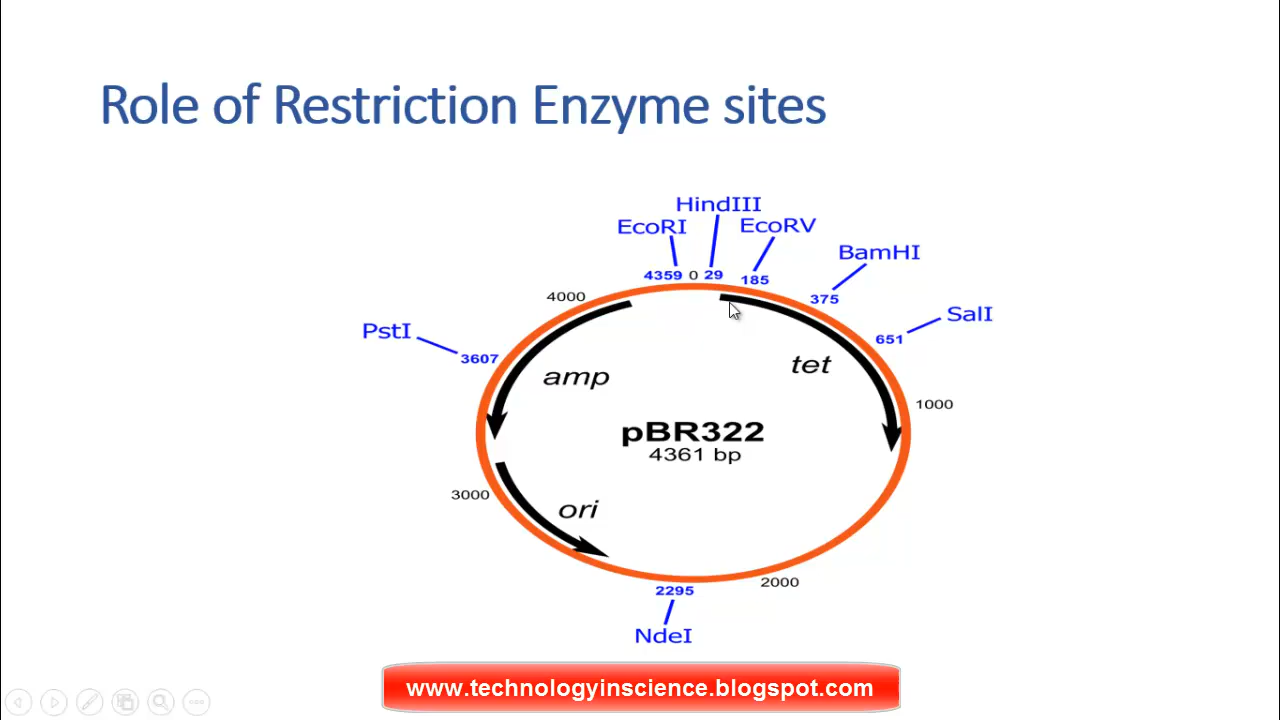 Role of Restriction Enzyme sites
HindIII
EcoRI
EcoRV
BamHI
4359 0 29
185
4000
375
SalI
PstI
651
3607
tet
amp
1000
pBR322
4361 bp
3000
ori
2000
2295
NdeI
www.technologyinscience.blogspot.com